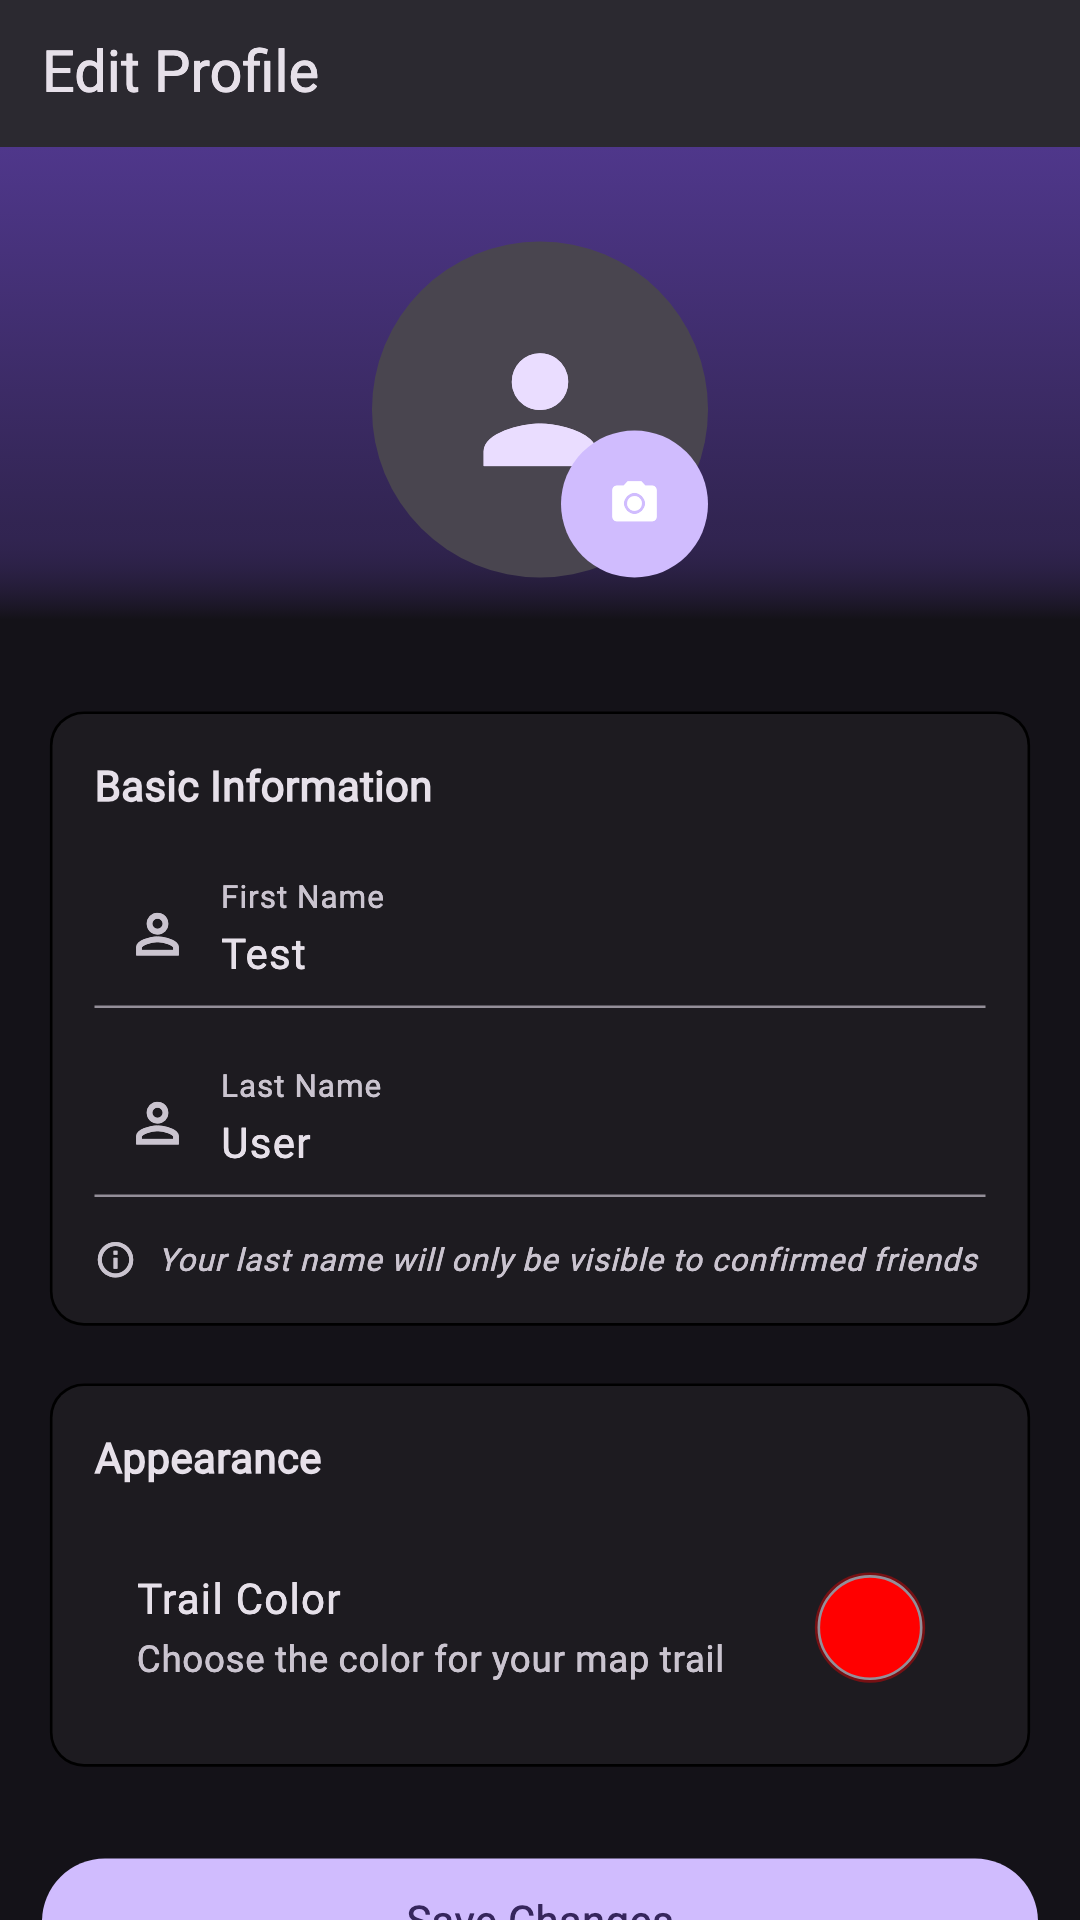 Edit Profile
Basic Information
First Name
Test
Last Name
User
Your last name will only be visible to confirmed friends
Appearance
Trail Color
Choose the color for your map trail
Save Changes